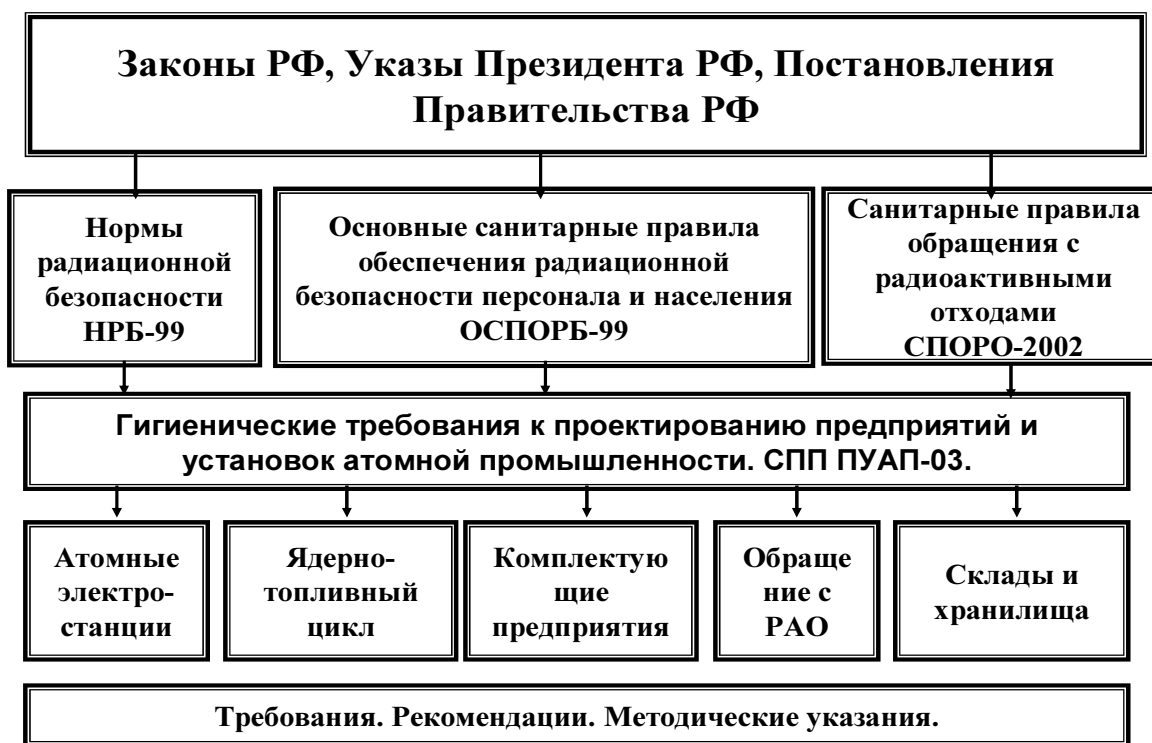 Законы РФ, Указы Президента РФ, Постановления
Правительства РФ
Нормы
радиационной
безопасности
НРБ-99
Основные санитарные правила
обеспечения радиационной
безопасности персонала и населения
ОСПОРБ-99
Санитарные правила
обращения с
радиоактивными
отходами
СПОРО-2002
Гигиенические требования к проектированию предприятий и
установок атомной промышленности. СПП ПУАП-03.
Атомные
электро-
станции
Ядерно-
топливный
цикл
Комплектую
щие
предприятия
Обраще
ние с
РАО
Склады и
хранилища
Требования. Рекомендации. Методические указания.